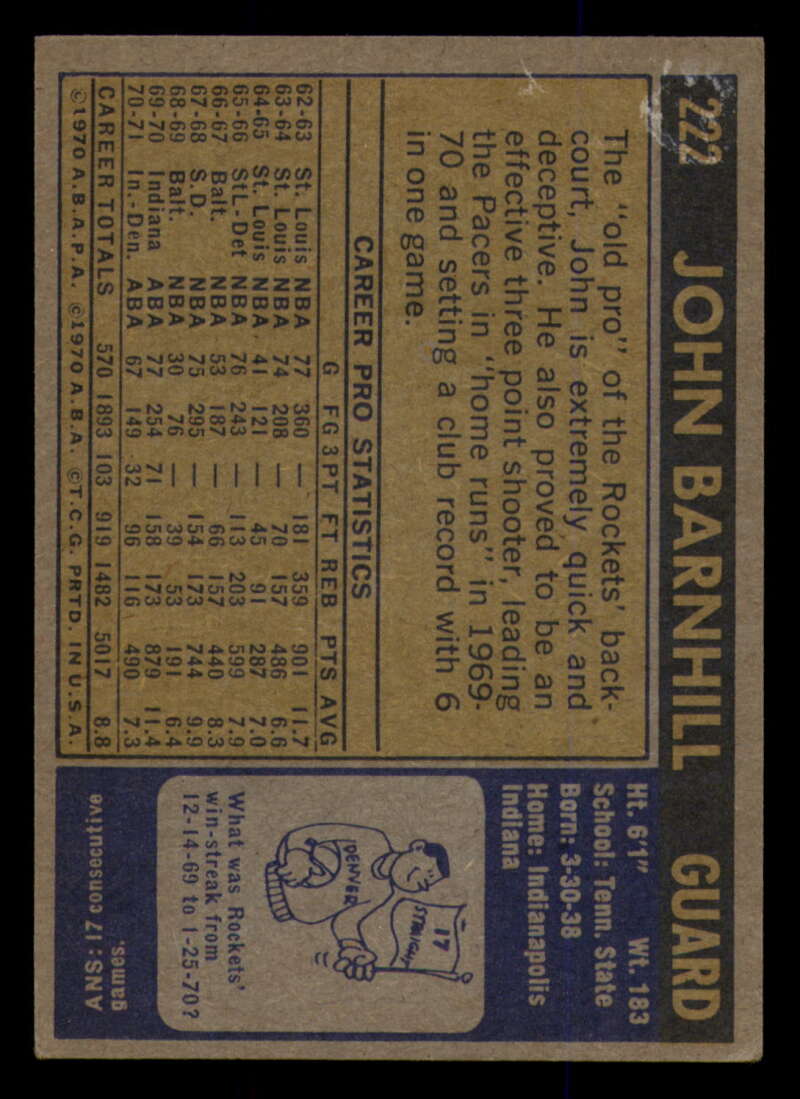 222 JOHN BARNHILL GUARD
The "old pro" of the Rockets' back-
court, John is extremely quick and
deceptive. He also proved to be an
effective three point shooter, leading
the Pacers in "home runs" in 1969-
70 and setting a club record with 6
in one game.
CAREER PRO STATISTICS
G FG 3PT FT REB PTS AVG
62-63 St. Louis NBA 77 360 — 181 359 901 11.7
63-64 St. Louis NBA 74 208 — 70 157 486 6.6
64-65 St. Louis NBA 41 121 — 45 91 287 7.0
65-66 StL-Det NBA 76 243 — 113 203 599 7.9
66-67 Balt. NBA 53 187 — 66 157 440 8.3
67-68 S.D. NBA 75 295 — 154 173 744 9.9
68-69 Balt. NBA 30 76 — 39 53 191 6.4
69-70 Indiana ABA 77 254 71 158 173 879 11.4
70-71 In.-Den. ABA 67 149 32 96 116 490 7.3
CAREER TOTALS 570 1893 103 919 1482 5017 8.8
©1970 A.B.A.P.A. ©1970 A.B.A. ©T.C.G. PRTD. IN U.S.A.
Ht. 6'1" Wt. 183
School: Tenn. State
Born: 3-30-38
Home: Indianapolis
Indiana
17
STRAIGHT
DENVER
What was Rockets'
win-streak from
12-14-69 to 1-25-70?
ANS: 17 consecutive
games.